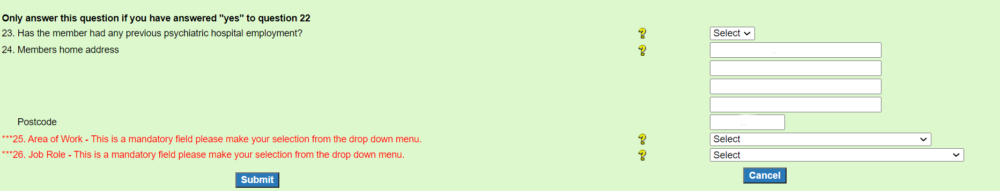 Only answer this question if you have answered "yes" to question 22
23. Has the member had any previous psychiatric hospital employment? ? Select
24. Members home address ?
Postcode
***25. Area of Work - This is a mandatory field please make your selection from the drop down menu. ? Select
***26. Job Role - This is a mandatory field please make your selection from the drop down menu. ? Select
Submit Cancel